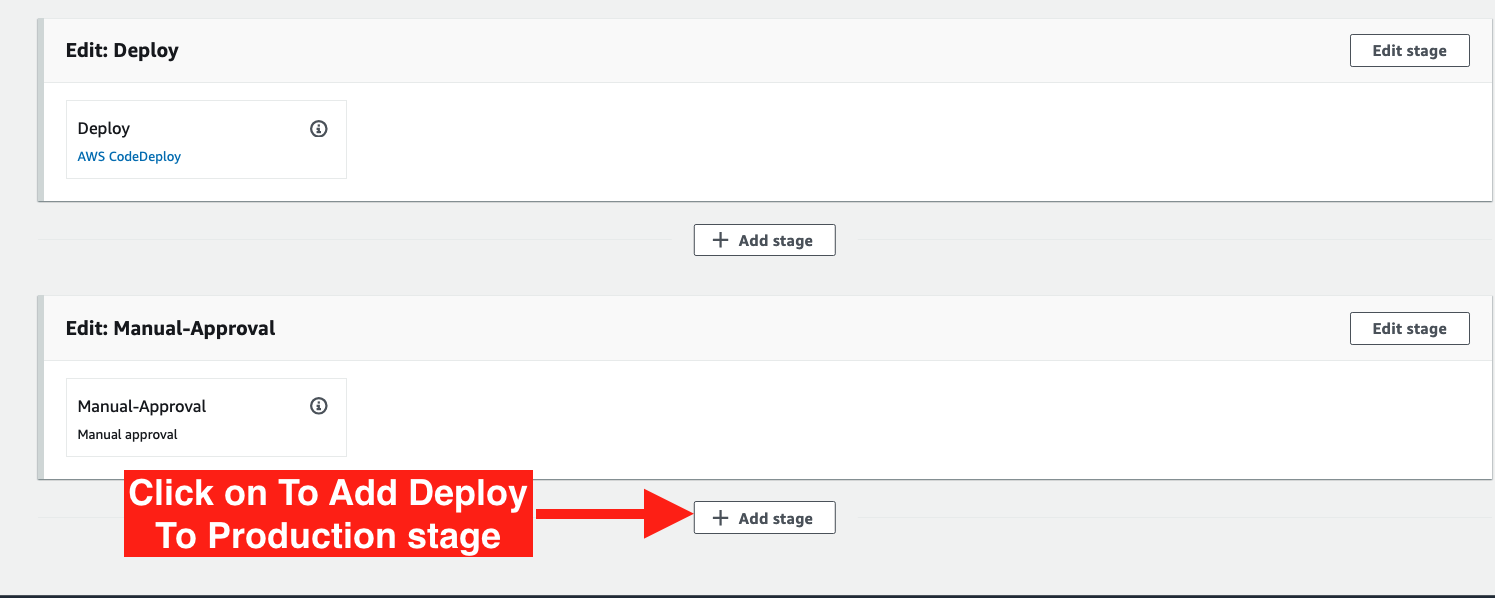 Edit: Deploy
Edit stage
Deploy
AWS CodeDeploy
+ Add stage
Edit: Manual-Approval
Edit stage
Manual-Approval
Manual approval
Click on To Add Deploy
To Production stage
+ Add stage